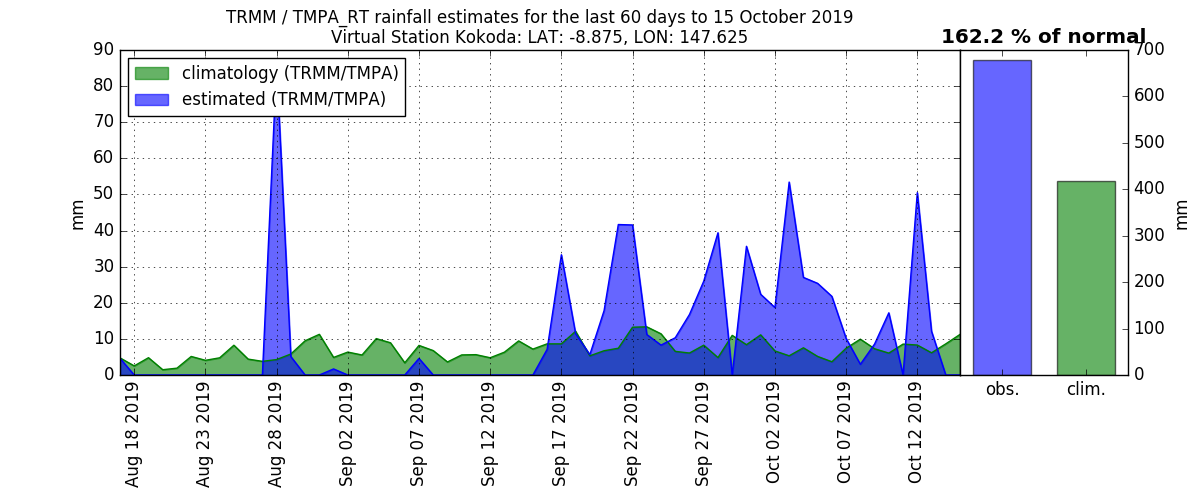 TRMM / TMPA_RT rainfall estimates for the last 60 days to 15 October 2019
Virtual Station Kokoda: LAT: -8.875, LON: 147.625
162.2 % of normal
climatology (TRMM/TMPA)
estimated (TRMM/TMPA)
mm
90
80
70
60
50
40
30
20
10
0
Aug 18 2019
Aug 23 2019
Aug 28 2019
Sep 02 2019
Sep 07 2019
Sep 12 2019
Sep 17 2019
Sep 22 2019
Sep 27 2019
Oct 02 2019
Oct 07 2019
Oct 12 2019
700
600
500
400
300
200
100
0
mm
obs.
clim.